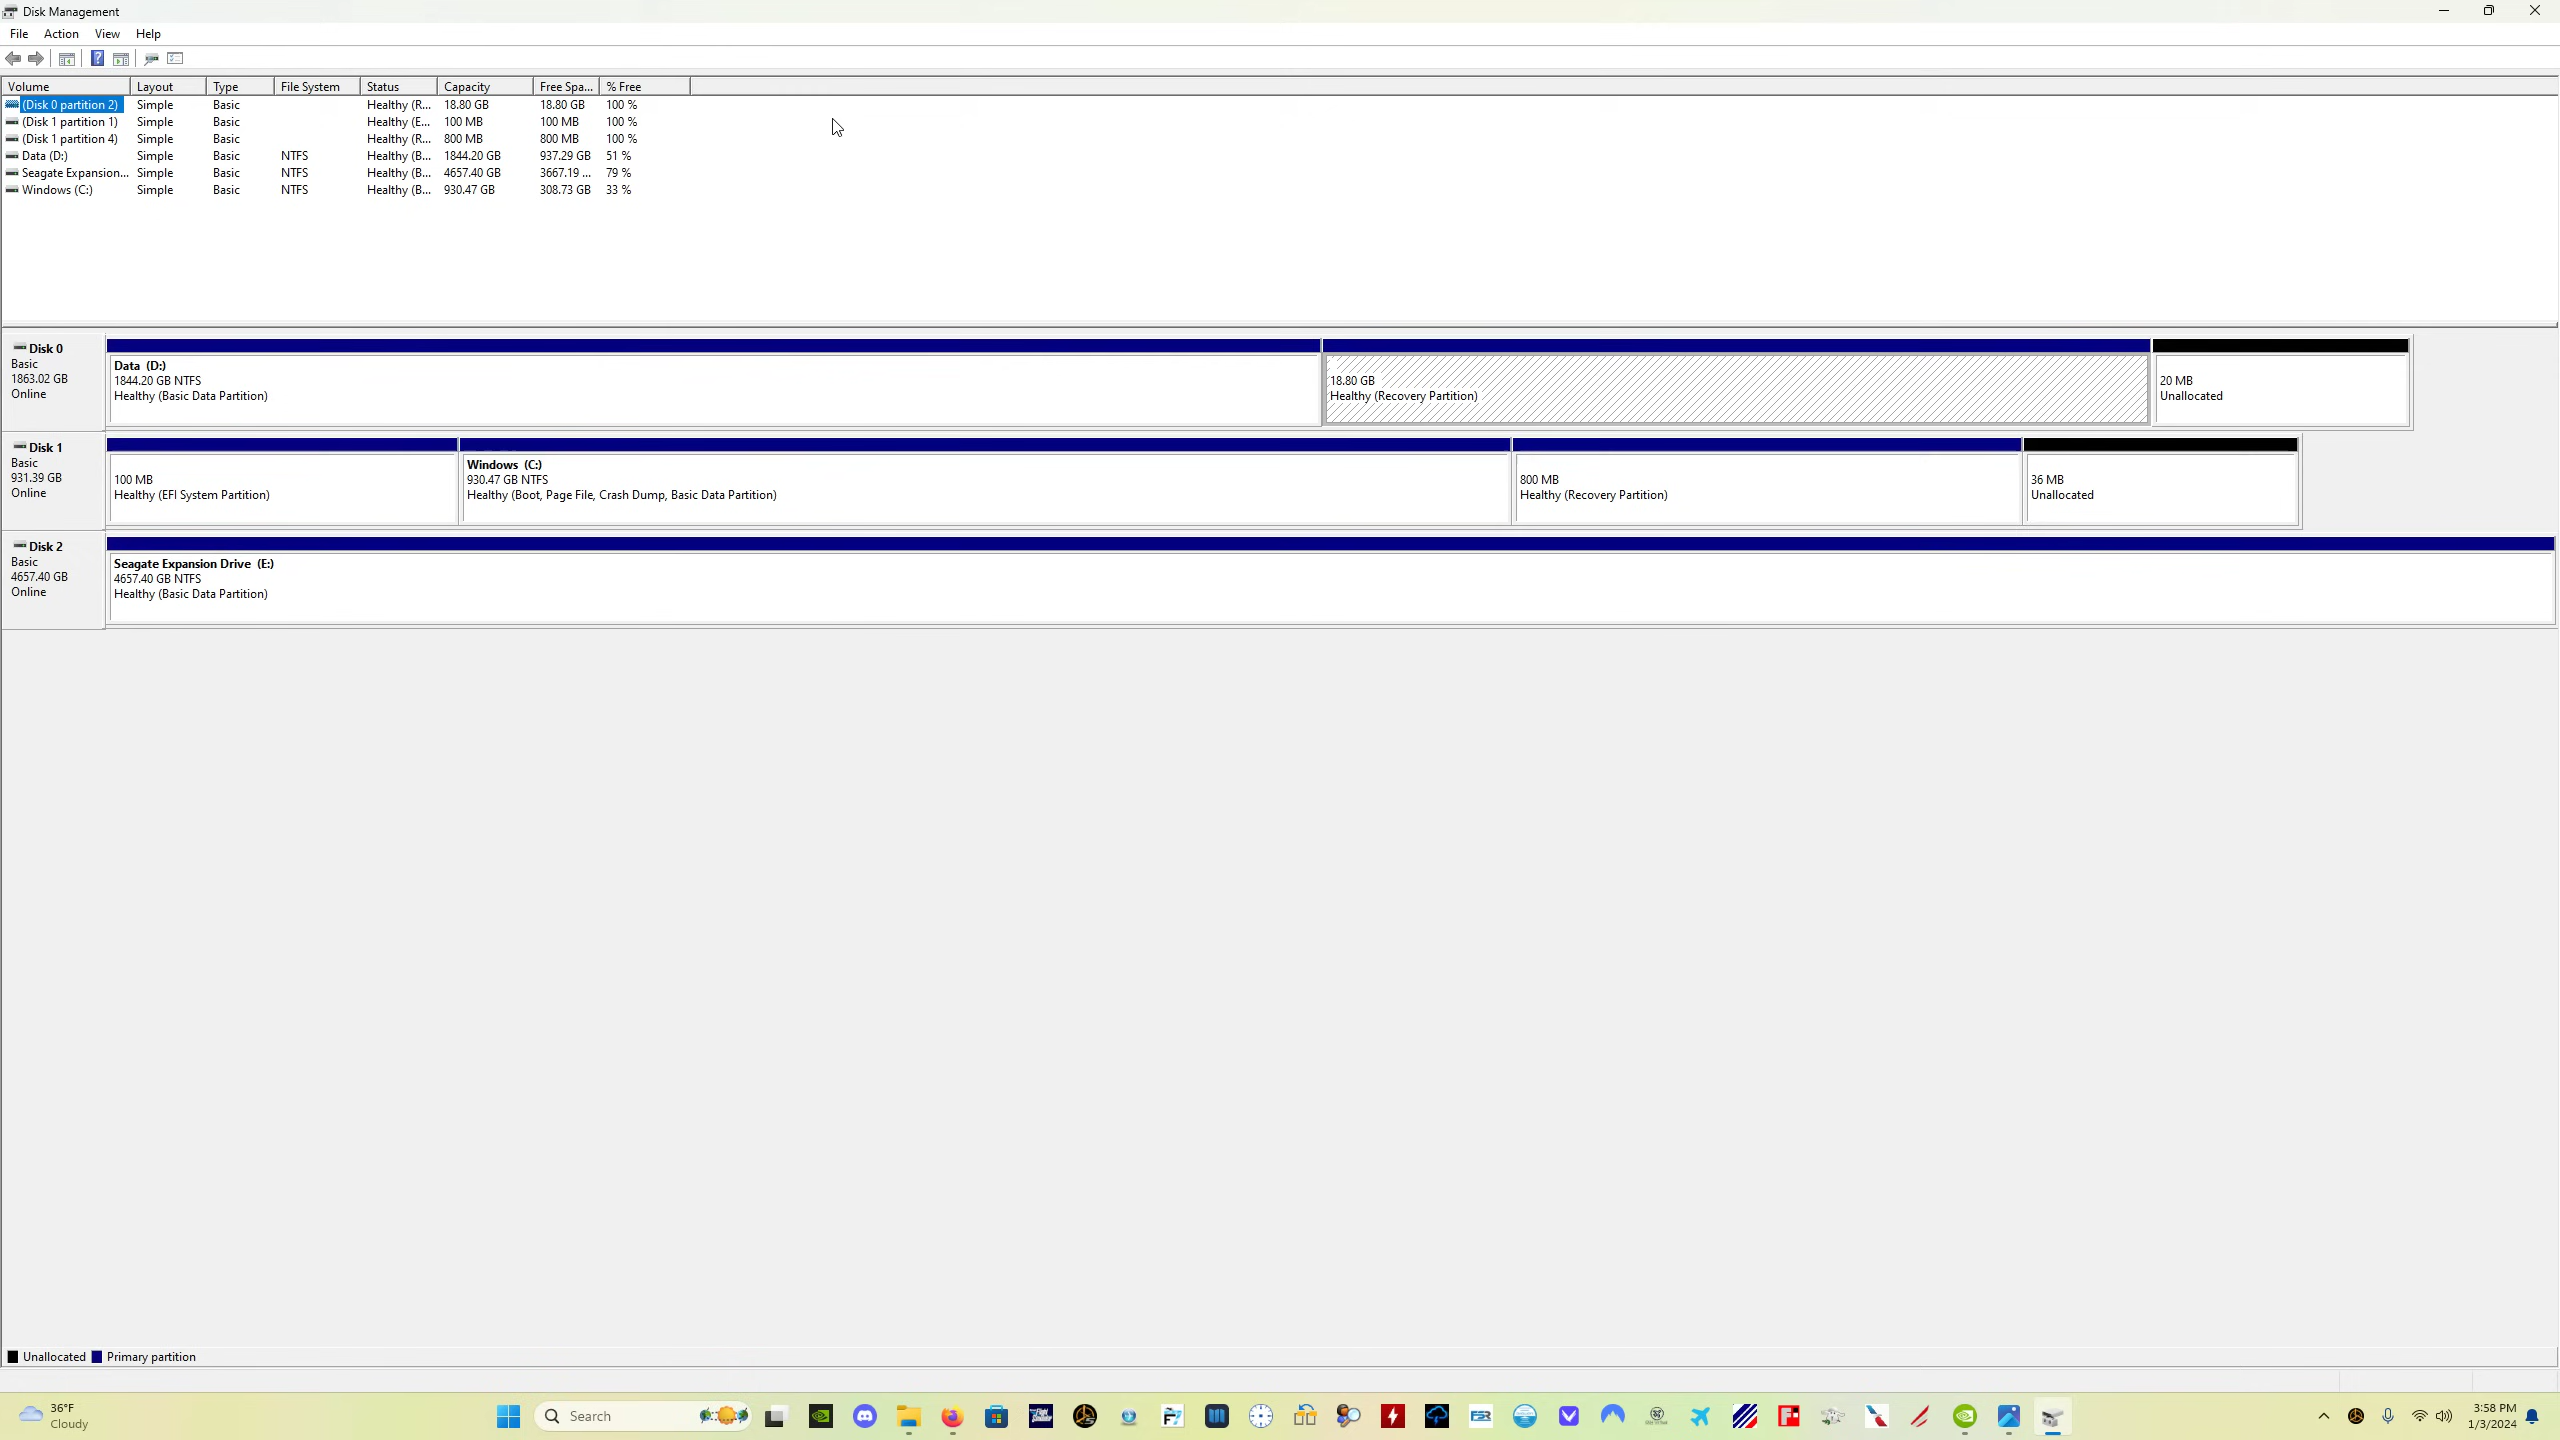 Disk Management
File Action View Help
Volume Layout Type File System Status Capacity Free Spa... % Free
(Disk 0 partition 2) Simple Basic Healthy (R... 18.80 GB 18.80 GB 100 %
(Disk 1 partition 1) Simple Basic Healthy (E... 100 MB 100 MB 100 %
(Disk 1 partition 4) Simple Basic Healthy (R... 800 MB 800 MB 100 %
Data (D:) Simple Basic NTFS Healthy (B... 1844.20 GB 937.29 GB 51 %
Seagate Expansion... Simple Basic NTFS Healthy (B... 4657.40 GB 3667.19 ... 79 %
Windows (C:) Simple Basic NTFS Healthy (B... 930.47 GB 308.73 GB 33 %
Disk 0
Basic
1863.02 GB
Online
Data (D:)
1844.20 GB NTFS
Healthy (Basic Data Partition)
18.80 GB
Healthy (Recovery Partition)
20 MB
Unallocated
Disk 1
Basic
931.39 GB
Online
100 MB
Healthy (EFI System Partition)
Windows (C:)
930.47 GB NTFS
Healthy (Boot, Page File, Crash Dump, Basic Data Partition)
800 MB
Healthy (Recovery Partition)
36 MB
Unallocated
Disk 2
Basic
4657.40 GB
Online
Seagate Expansion Drive (E:)
4657.40 GB NTFS
Healthy (Basic Data Partition)
Unallocated Primary partition
36°F
Cloudy
Search
FSR
3:58 PM
1/3/2024